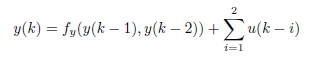 y(k) = f_y(y(k − 1), y(k − 2)) + \sum_{i=1}^{2} u(k − i)